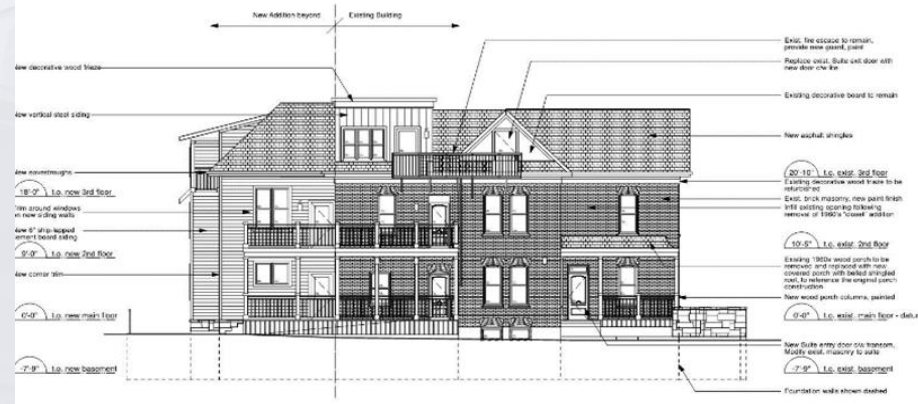 New Addition beyond
Existing Building
New decorative wood frieze
New vertical steel siding
New eavestroughs
18'-0" t.o. new 3rd floor
Trim around windows
on new siding walls
New 6" ship-lapped
cement board siding
9'-0" t.o. new 2nd floor
New corner trim
0'-0" t.o. new main floor
-7'-9" t.o. new basement
Exist. fire escape to remain,
provide new guard, paint
Replace exist. Suite exit door with
new door c/w lite
Existing decorative board to remain
New asphalt shingles
20'-10" t.o. exist. 3rd floor
Existing decorative wood frieze to be
refurbished
Exist. brick masonry, new paint finish
Infill existing opening following
removal of 1960's "closet" addition
10'-5" t.o. exist. 2nd floor
Existing 1960s wood porch to be
removed and replaced with new
covered porch with belled shingled
roof, to reference the original porch
construction
New wood porch columns, painted
0'-0" t.o. exist. main floor - datum
New Suite entry door c/w transom.
Modify exist. masonry to suite
-7'-9" t.o. exist. basement
Foundation walls shown dashed